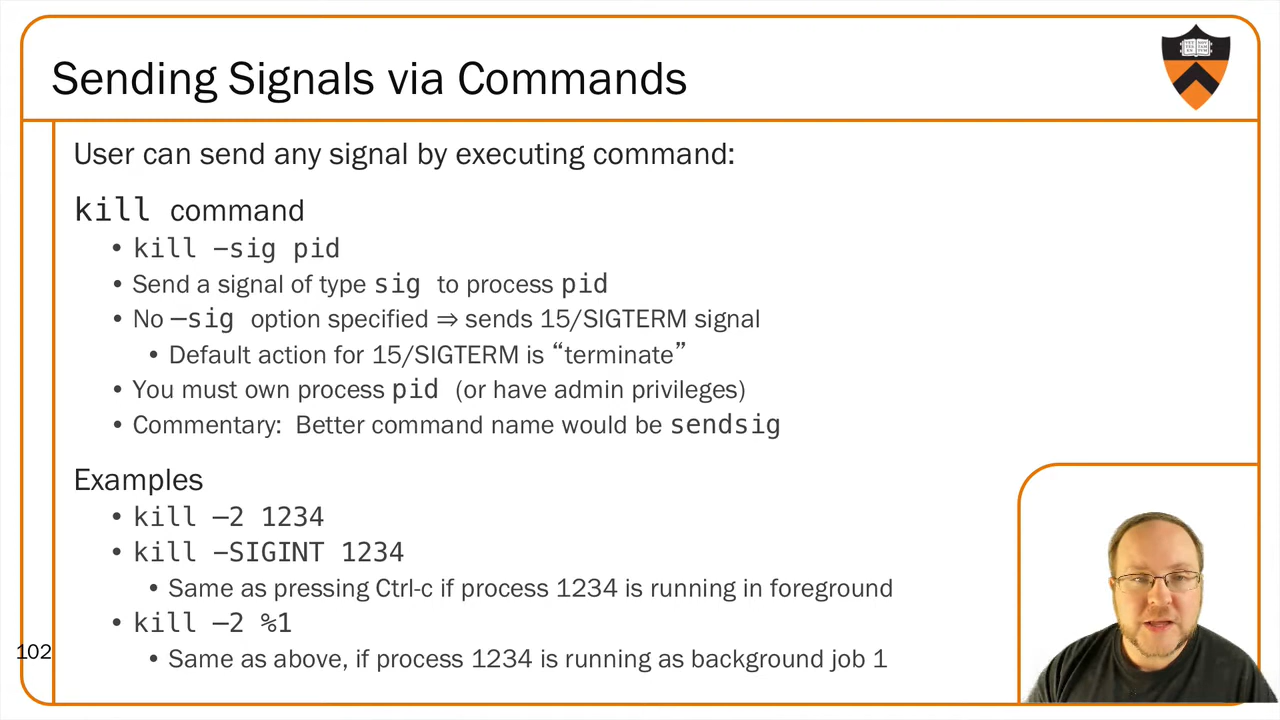 Sending Signals via Commands
User can send any signal by executing command:
kill command
• kill –sig pid
• Send a signal of type sig to process pid
• No –sig option specified ⇒ sends 15/SIGTERM signal
• Default action for 15/SIGTERM is “terminate”
• You must own process pid (or have admin privileges)
• Commentary: Better command name would be sendsig
Examples
• kill –2 1234
• kill –SIGINT 1234
• Same as pressing Ctrl-c if process 1234 is running in foreground
• kill –2 %1
• Same as above, if process 1234 is running as background job 1
102